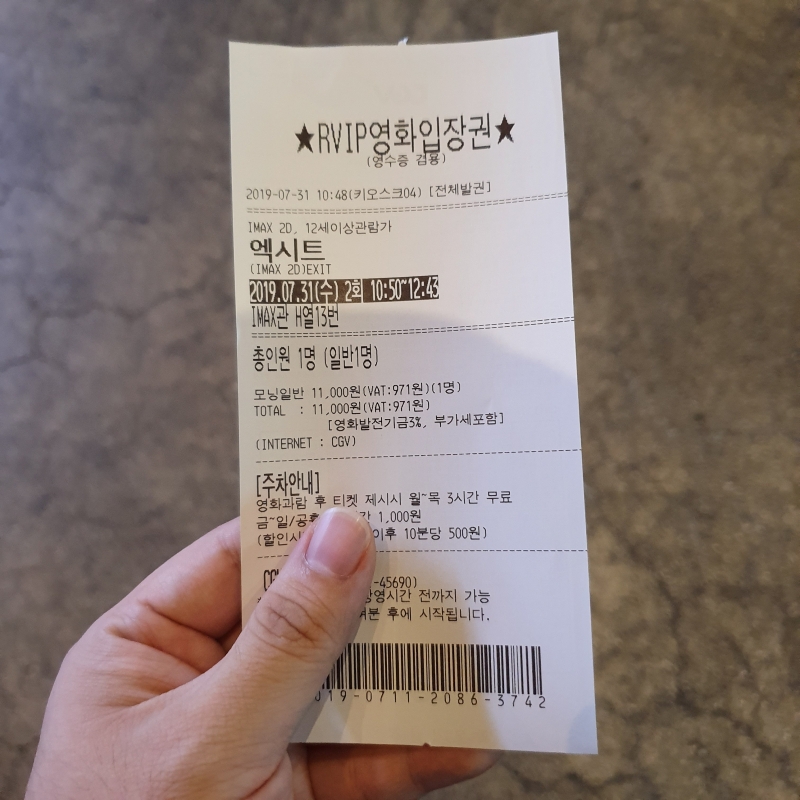 ★RVIP영화입장권★
(영수증 겸용)
2019-07-31 10:48(키오스크04) [전체발권]
IMAX 2D, 12세이상관람가
엑시트
(IMAX 2D)EXIT
2019.07.31(수) 2회 10:50~12:43
IMAX관 H열13번
총인원 1명 (일반1명)
모닝일반 11,000원(VAT:971원)(1명)
TOTAL : 11,000원(VAT:971원)
[영화발전기금3%, 부가세포함]
(INTERNET : CGV)
[주차안내]
영화관람 후 티켓 제시시 월~목 3시간 무료
금~일/공휴 1,000원
(할인시 이후 10분당 500원)
-45690)
상영시간 전까지 가능
여분 후에 시작됩니다.
019-0711-2086-3742